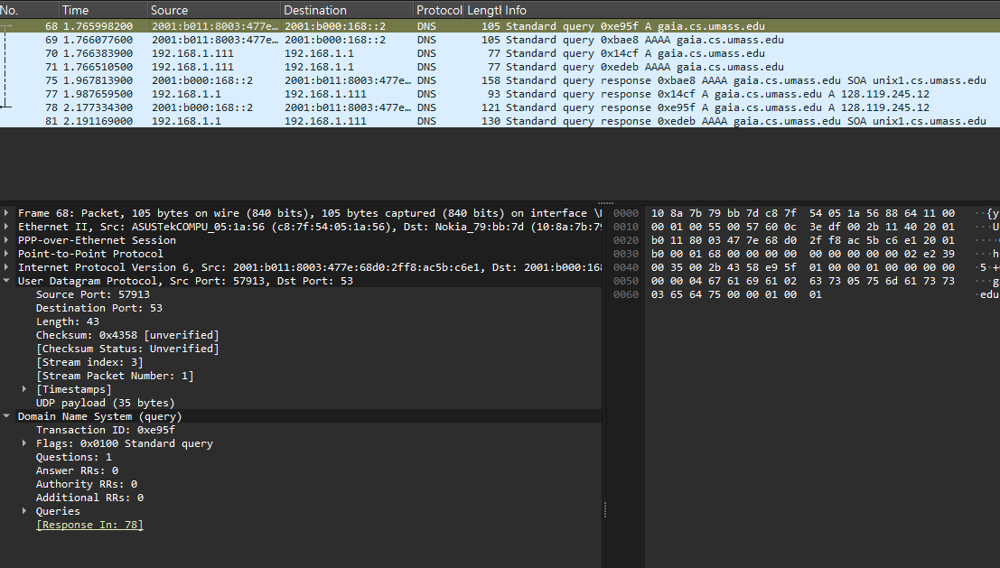 No. Time Source Destination Protocol Lengtl Info
68 1.765998200 2001:b011:8003:477e… 2001:b000:168::2 DNS 105 Standard query 0xe95f A gaia.cs.umass.edu
69 1.766077600 2001:b011:8003:477e… 2001:b000:168::2 DNS 105 Standard query 0xbae8 AAAA gaia.cs.umass.edu
70 1.766383900 192.168.1.111 192.168.1.1 DNS 77 Standard query 0x14cf A gaia.cs.umass.edu
71 1.766510500 192.168.1.111 192.168.1.1 DNS 77 Standard query 0xedeb AAAA gaia.cs.umass.edu
75 1.967813900 2001:b000:168::2 2001:b011:8003:477e… DNS 158 Standard query response 0xbae8 AAAA gaia.cs.umass.edu SOA unix1.cs.umass.edu
77 1.987659500 192.168.1.1 192.168.1.111 DNS 93 Standard query response 0x14cf A gaia.cs.umass.edu A 128.119.245.12
78 2.177334300 2001:b000:168::2 2001:b011:8003:477e… DNS 121 Standard query response 0xe95f A gaia.cs.umass.edu A 128.119.245.12
81 2.191169000 192.168.1.1 192.168.1.111 DNS 130 Standard query response 0xedeb AAAA gaia.cs.umass.edu SOA unix1.cs.umass.edu
Frame 68: Packet, 105 bytes on wire (840 bits), 105 bytes captured (840 bits) on interface \
Ethernet II, Src: ASUSTekCOMPU_05:1a:56 (c8:7f:54:05:1a:56), Dst: Nokia_79:bb:7d (10:8a:7b:79
PPP-over-Ethernet Session
Point-to-Point Protocol
Internet Protocol Version 6, Src: 2001:b011:8003:477e:68d0:2ff8:ac5b:c6e1, Dst: 2001:b000:168
User Datagram Protocol, Src Port: 57913, Dst Port: 53
Source Port: 57913
Destination Port: 53
Length: 43
Checksum: 0x4358 [unverified]
[Checksum Status: Unverified]
[Stream index: 3]
[Stream Packet Number: 1]
[Timestamps]
UDP payload (35 bytes)
Domain Name System (query)
Transaction ID: 0xe95f
Flags: 0x0100 Standard query
Questions: 1
Answer RRs: 0
Authority RRs: 0
Additional RRs: 0
Queries
[Response In: 78]
0000 10 8a 7b 79 bb 7d c8 7f 54 05 1a 56 88 64 11 00 ··{y
0010 00 01 00 55 00 57 60 0c 3e df 00 2b 11 40 20 01 ···U
0020 b0 11 80 03 47 7e 68 d0 2f f8 ac 5b c6 e1 20 01
0030 b0 00 01 68 00 00 00 00 00 00 00 00 00 02 e2 39 ···h
0040 00 35 00 2b 43 58 e9 5f 01 00 00 01 00 00 00 00 ·5·+
0050 00 00 04 67 61 69 61 02 63 73 05 75 6d 61 73 73 ···g
0060 03 65 64 75 00 00 01 00 01 ·edu